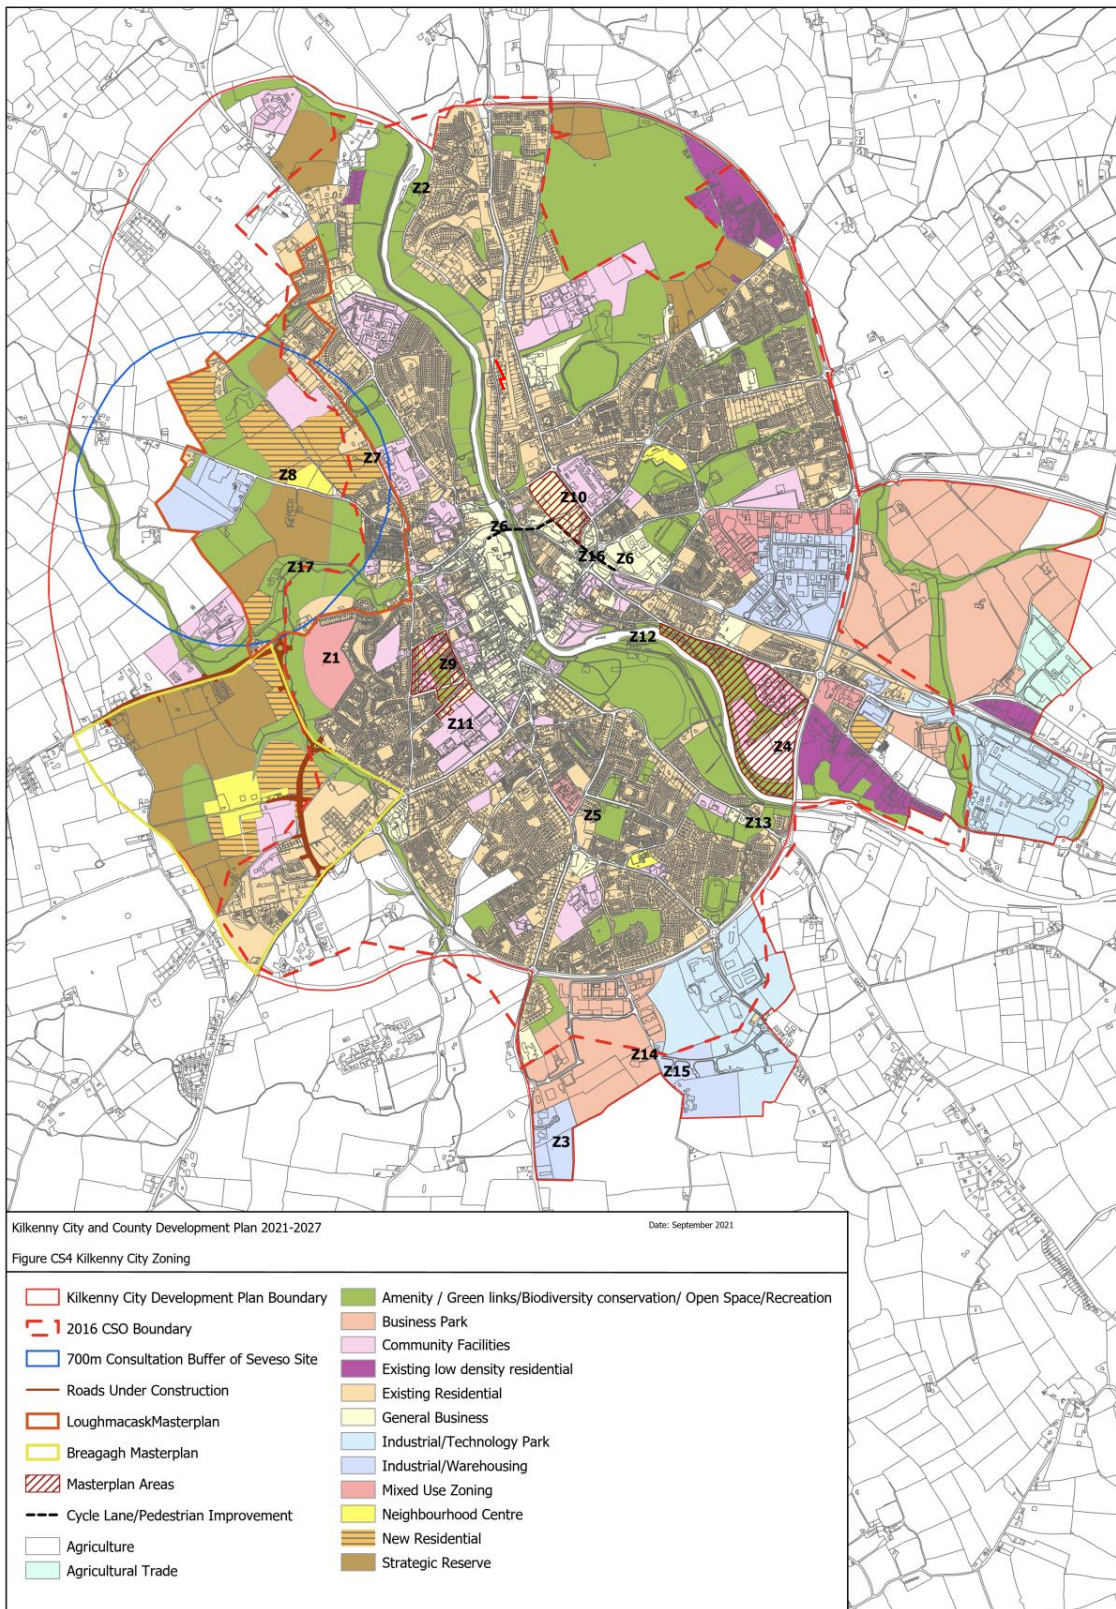 Z2
Z7
Z8
Z10
Z6
Z16
Z6
Z17
Z12
Z1
Z9
Z11
Z4
Z5
Z13
Z14
Z15
Z3
Kilkenny City and County Development Plan 2021-2027
Date: September 2021
Figure CS4 Kilkenny City Zoning
Kilkenny City Development Plan Boundary
2016 CSO Boundary
700m Consultation Buffer of Seveso Site
Roads Under Construction
LoughmacaskMasterplan
Breagagh Masterplan
Masterplan Areas
Cycle Lane/Pedestrian Improvement
Agriculture
Agricultural Trade
Amenity / Green links/Biodiversity conservation/ Open Space/Recreation
Business Park
Community Facilities
Existing low density residential
Existing Residential
General Business
Industrial/Technology Park
Industrial/Warehousing
Mixed Use Zoning
Neighbourhood Centre
New Residential
Strategic Reserve